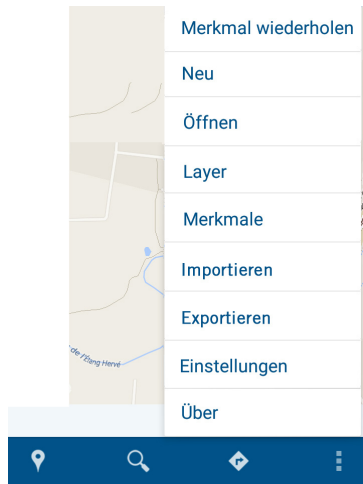 Merkmal wiederholen
Neu
Öffnen
Layer
Merkmale
Importieren
Exportieren
Einstellungen
Über
de l'Étang Hervé